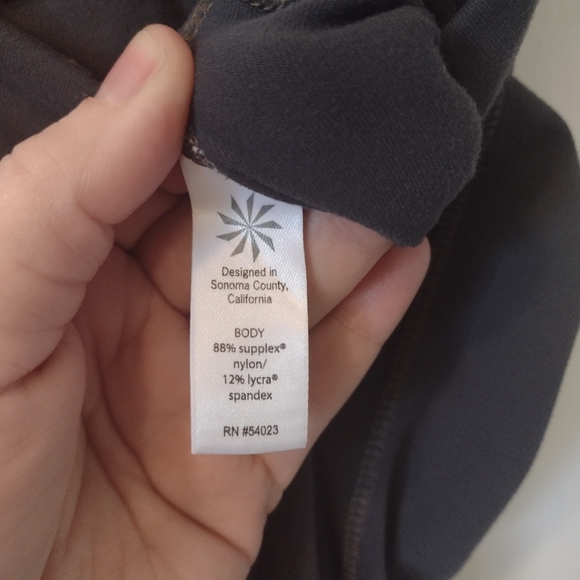 Designed in
Sonoma County,
California
BODY
88% supplex®
nylon/
12% lycra®
spandex
RN #54023